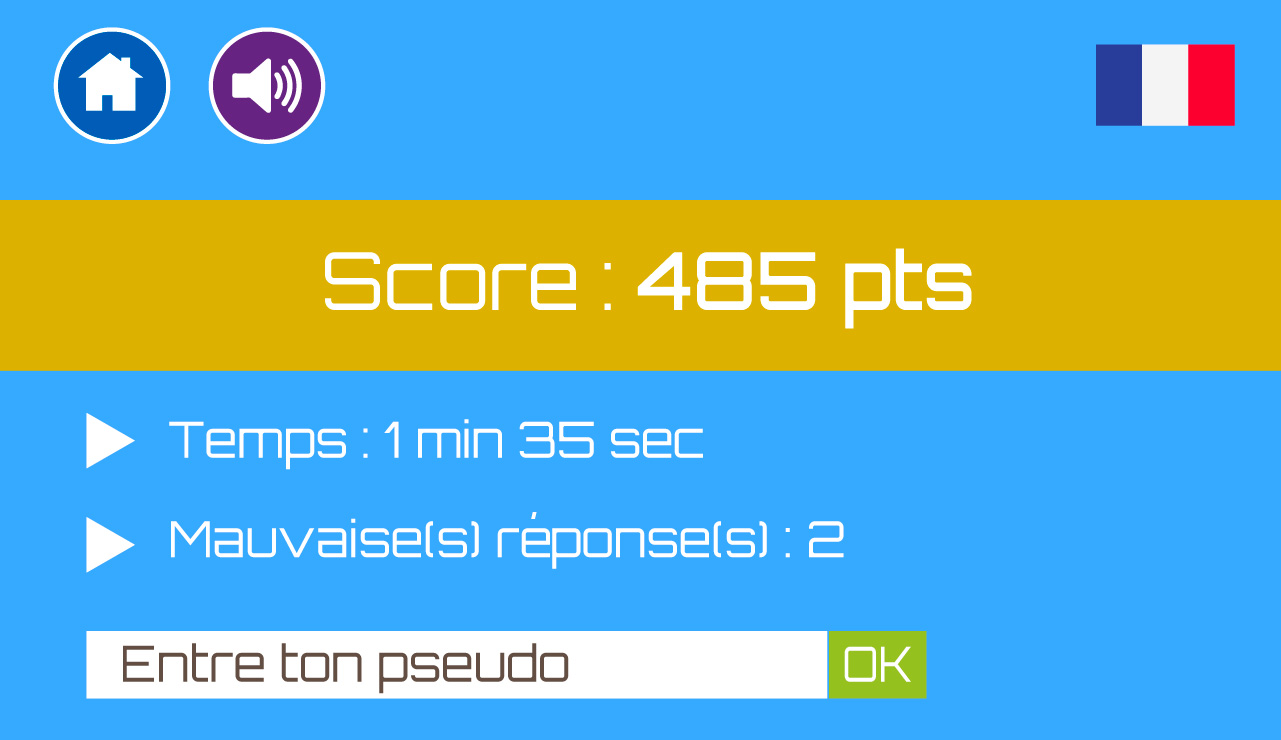 Score : 485 pts
Temps : 1 min 35 sec
Mauvaise(s) réponse(s) : 2
Entre ton pseudo
OK